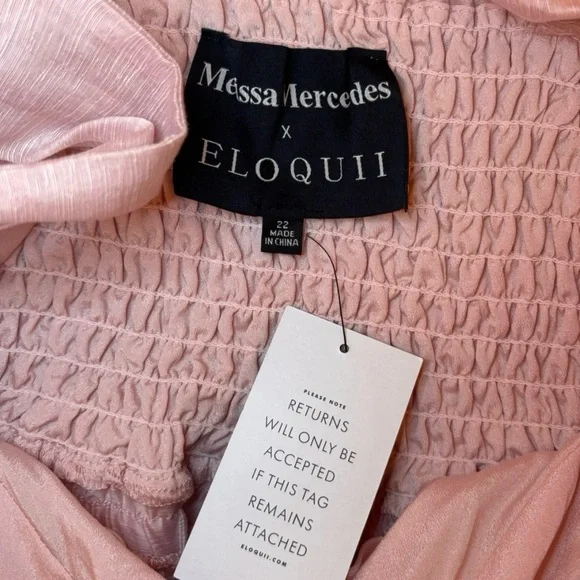 Messa Mercedes
X
ELOQUII
22
MADE
IN CHINA
PLEASE NOTE
RETURNS
WILL ONLY BE
ACCEPTED
IF THIS TAG
REMAINS
ATTACHED
ELOQUII.COM